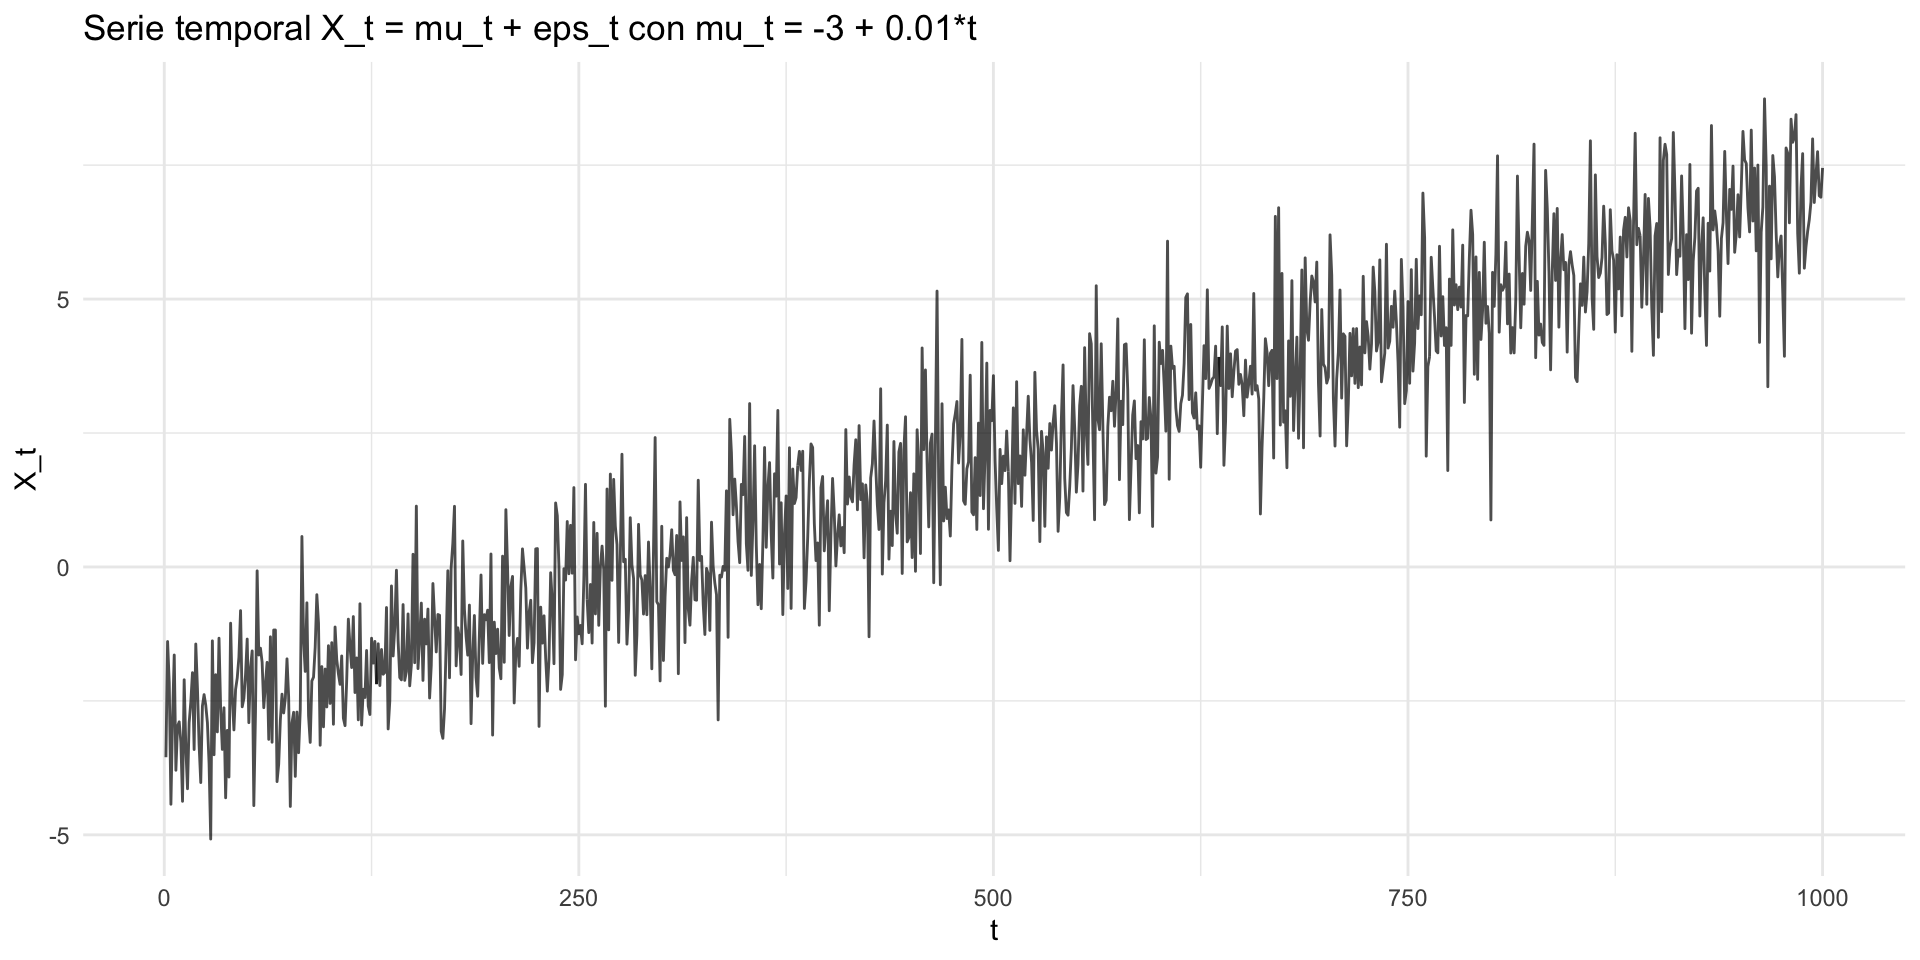 Serie temporal X_t = mu_t + eps_t con mu_t = -3 + 0.01*t
X_t
5
0
-5
0 250 500 750 1000
t